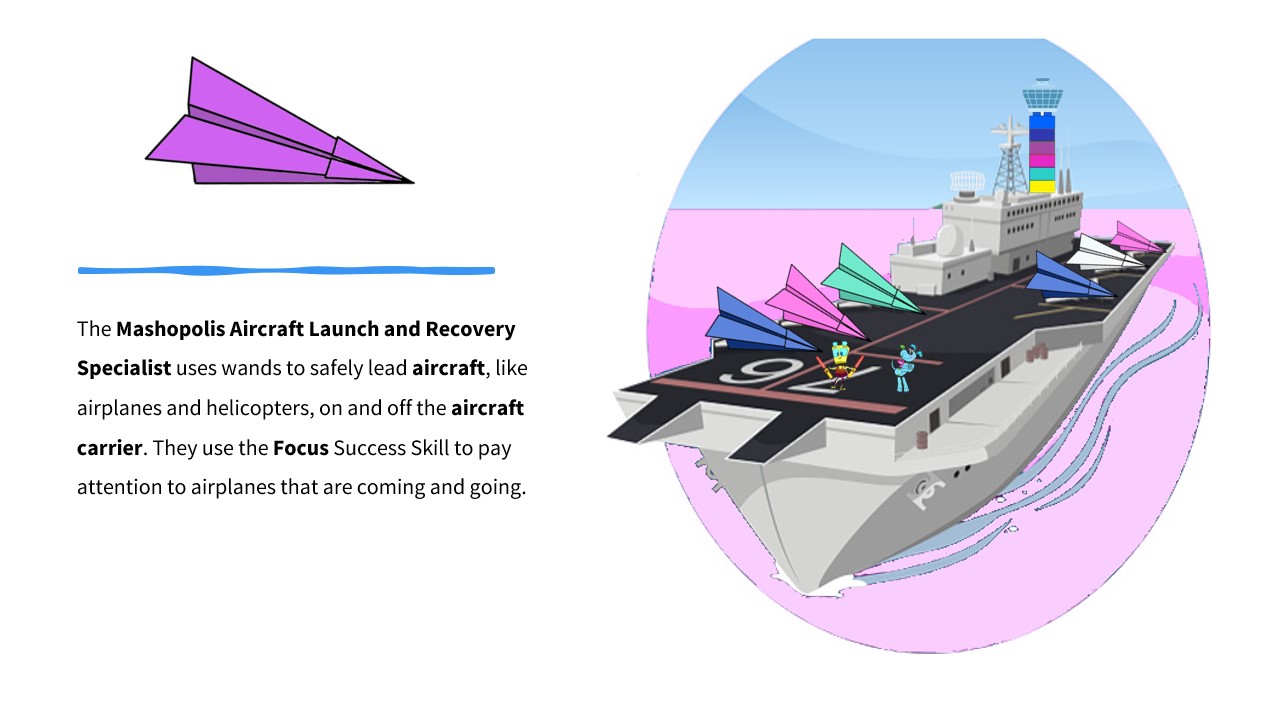 The Mashopolis Aircraft Launch and Recovery
Specialist uses wands to safely lead aircraft, like
airplanes and helicopters, on and off the aircraft
carrier. They use the Focus Success Skill to pay
attention to airplanes that are coming and going.
76